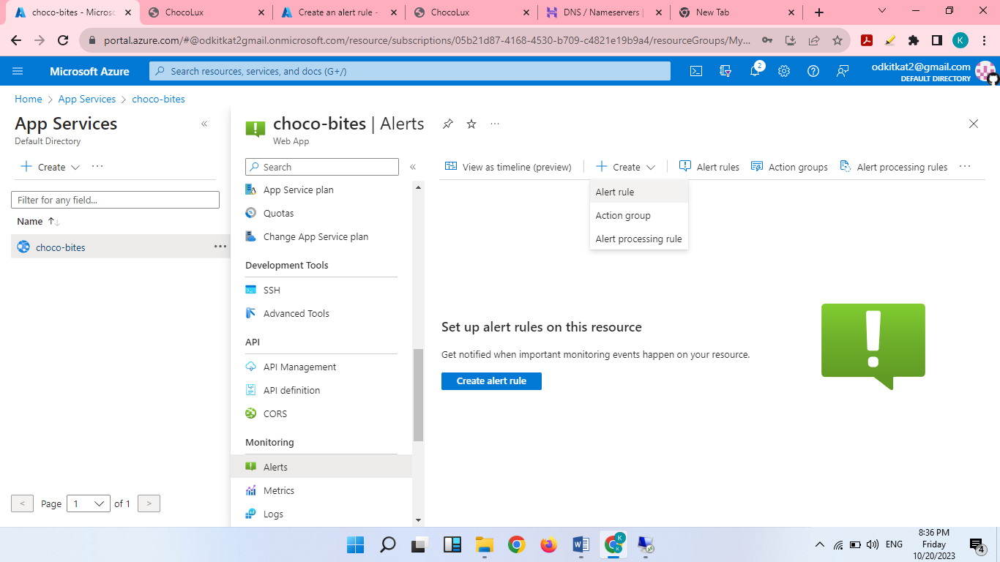 choco-bites - Microso
ChocoLux
Create an alert rule -
ChocoLux
DNS / Nameservers |
New Tab
portal.azure.com/#@odkitkat2gmail.onmicrosoft.com/resource/subscriptions/05b21d87-4168-4530-b709-c4821e19b9a4/resourceGroups/My...
K
Microsoft Azure
Search resources, services, and docs (G+/)
2
odkitkat2@gmail.com
DEFAULT DIRECTORY
Home > App Services > choco-bites
App Services
Default Directory
Create
Filter for any field...
Name
choco-bites
< Page 1 of 1 >
choco-bites | Alerts
Web App
Search
App Service plan
Quotas
Change App Service plan
Development Tools
SSH
Advanced Tools
API
API Management
API definition
CORS
Monitoring
Alerts
Metrics
Logs
View as timeline (preview)
Create
Alert rules
Action groups
Alert processing rules
Alert rule
Action group
Alert processing rule
Set up alert rules on this resource
Get notified when important monitoring events happen on your resource.
Create alert rule
K
ENG
8:36 PM
Friday
10/20/2023
4